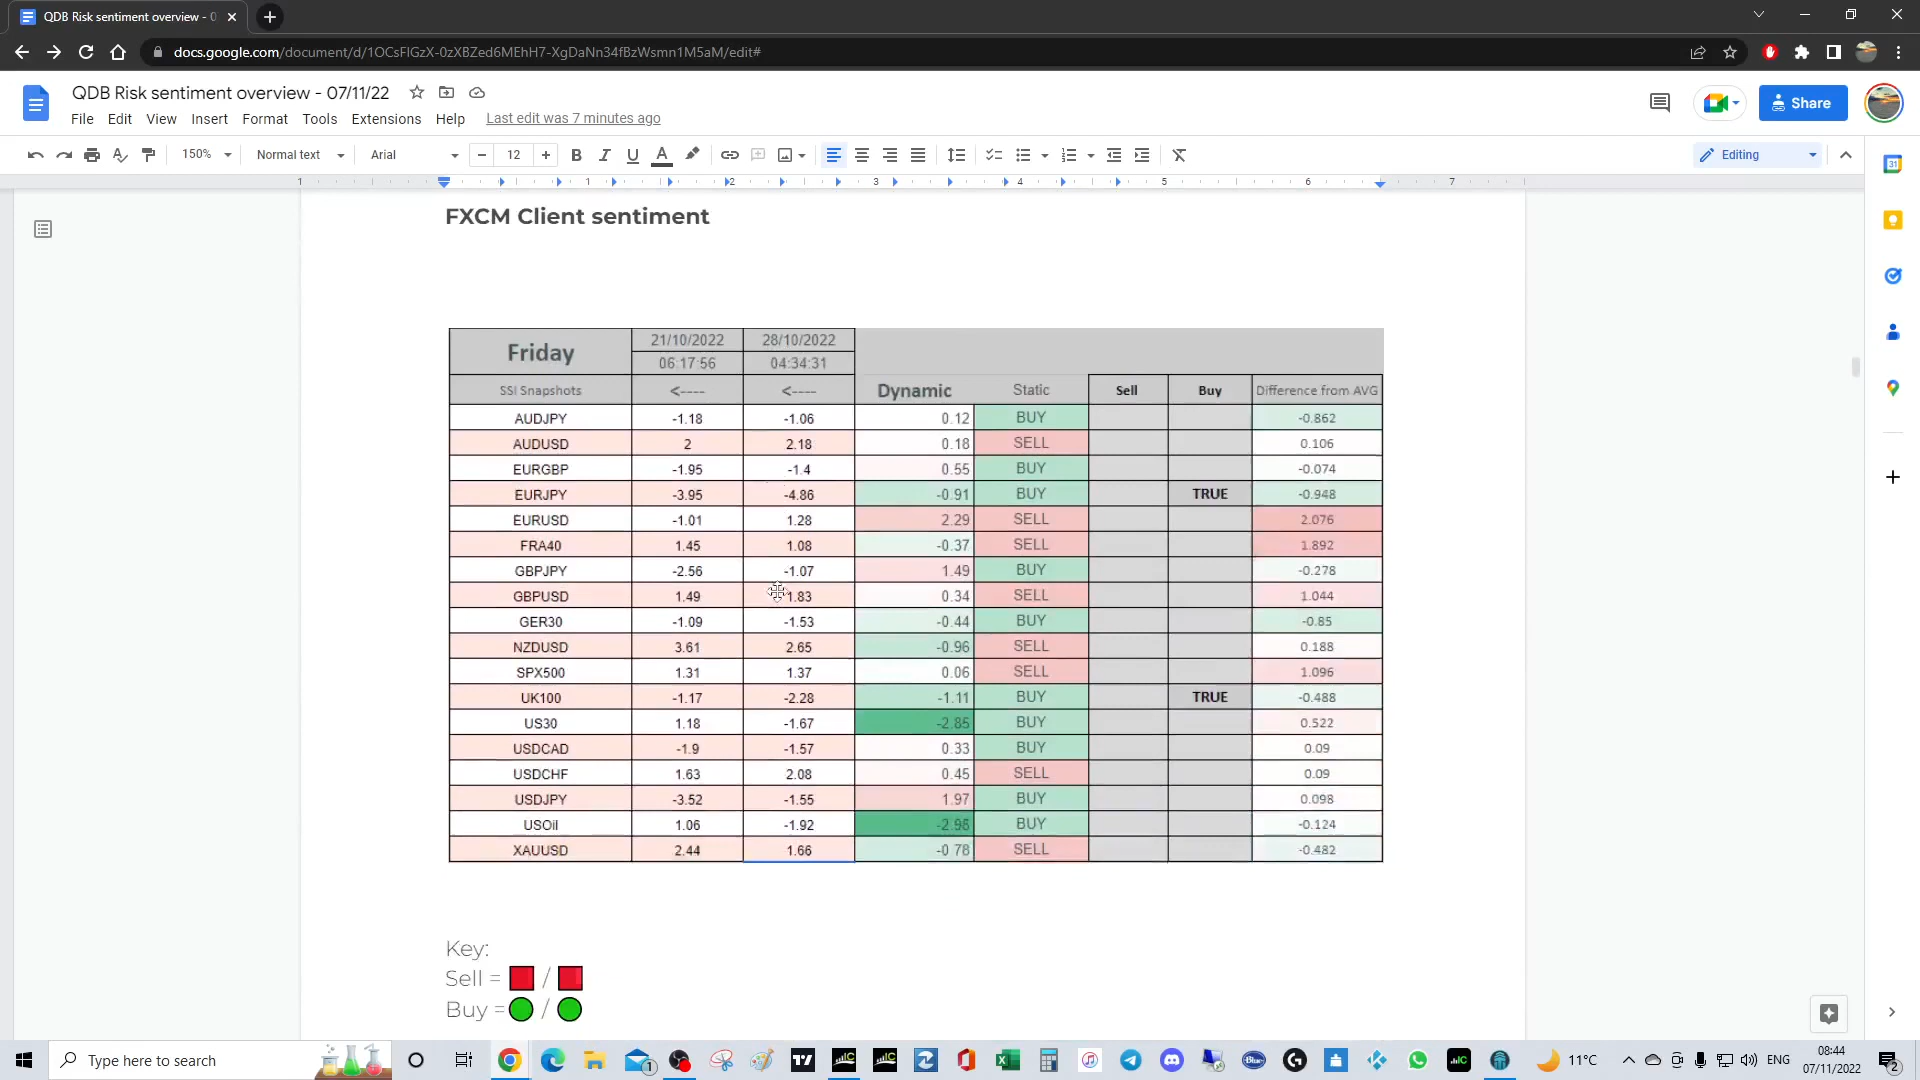 QDB Risk sentiment overview - 0
docs.google.com/document/d/1OCsFlGzX-0zXBZed6MEhH7-XgDaNn34fBzWsmn1M5aM/edit#
QDB Risk sentiment overview - 07/11/22
File Edit View Insert Format Tools Extensions Help Last edit was 7 minutes ago
Share
150% Normal text Arial 12 Editing
1 1 2 3 4 5 6 7
FXCM Client sentiment
Friday 21/10/2022 28/10/2022
06:17:56 04:34:31
SSI Snapshots <---- <---- Dynamic Static Sell Buy Difference from AVG
AUDJPY -1.18 -1.06 0.12 BUY -0.862
AUDUSD 2 2.18 0.18 SELL 0.106
EURGBP -1.95 -1.4 0.55 BUY -0.074
EURJPY -3.95 -4.86 -0.91 BUY TRUE -0.948
EURUSD -1.01 1.28 2.29 SELL 2.076
FRA40 1.45 1.08 -0.37 SELL 1.892
GBPJPY -2.56 -1.07 1.49 BUY -0.278
GBPUSD 1.49 1.83 0.34 SELL 1.044
GER30 -1.09 -1.53 -0.44 BUY -0.85
NZDUSD 3.61 2.65 -0.96 SELL 0.188
SPX500 1.31 1.37 0.06 SELL 1.096
UK100 -1.17 -2.28 -1.11 BUY TRUE -0.488
US30 1.18 -1.67 -2.85 BUY 0.522
USDCAD -1.9 -1.57 0.33 BUY 0.09
USDCHF 1.63 2.08 0.45 SELL 0.09
USDJPY -3.52 -1.55 1.97 BUY 0.098
USOil 1.06 -1.92 -2.98 BUY -0.124
XAUUSD 2.44 1.66 -0.78 SELL -0.482
Key:
Sell = /
Buy = /
Type here to search
11°C ENG 08:44
07/11/2022